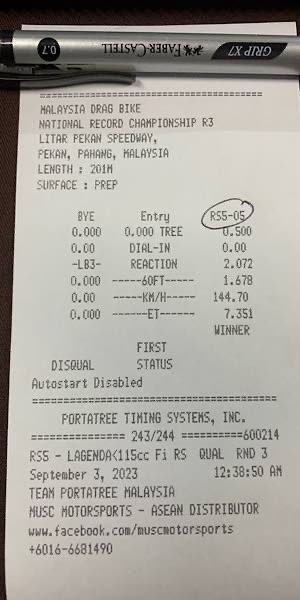 GRIP X7 FABER-CASTELL 0.7
==============================
MALAYSIA DRAG BIKE
NATIONAL RECORD CHAMPIONSHIP R3
LITAR PEKAN SPEEDWAY,
PEKAN, PAHANG, MALAYSIA
LENGTH : 201M
SURFACE : PREP
BYE Entry RS5-05
0.000 0.000 TREE 0.500
0.00 DIAL-IN 0.00
-LB3- REACTION 2.072
0.000 -----60FT----- 1.678
0.00 -----KM/H----- 144.70
0.000 ------ET------ 7.351
WINNER
FIRST
DISQUAL STATUS
Autostart Disabled
========================================
PORTATREE TIMING SYSTEMS, INC.
============== 243/244 ==========600214
RS5 - LAGENDA<115cc Fi RS QUAL RND 3
September 3, 2023 12:38:50 AM
TEAM PORTATREE MALAYSIA
MUSC MOTORSPORTS - ASEAN DISTRIBUTOR
www.facebook.com/muscmotorsports
+6016-6681490